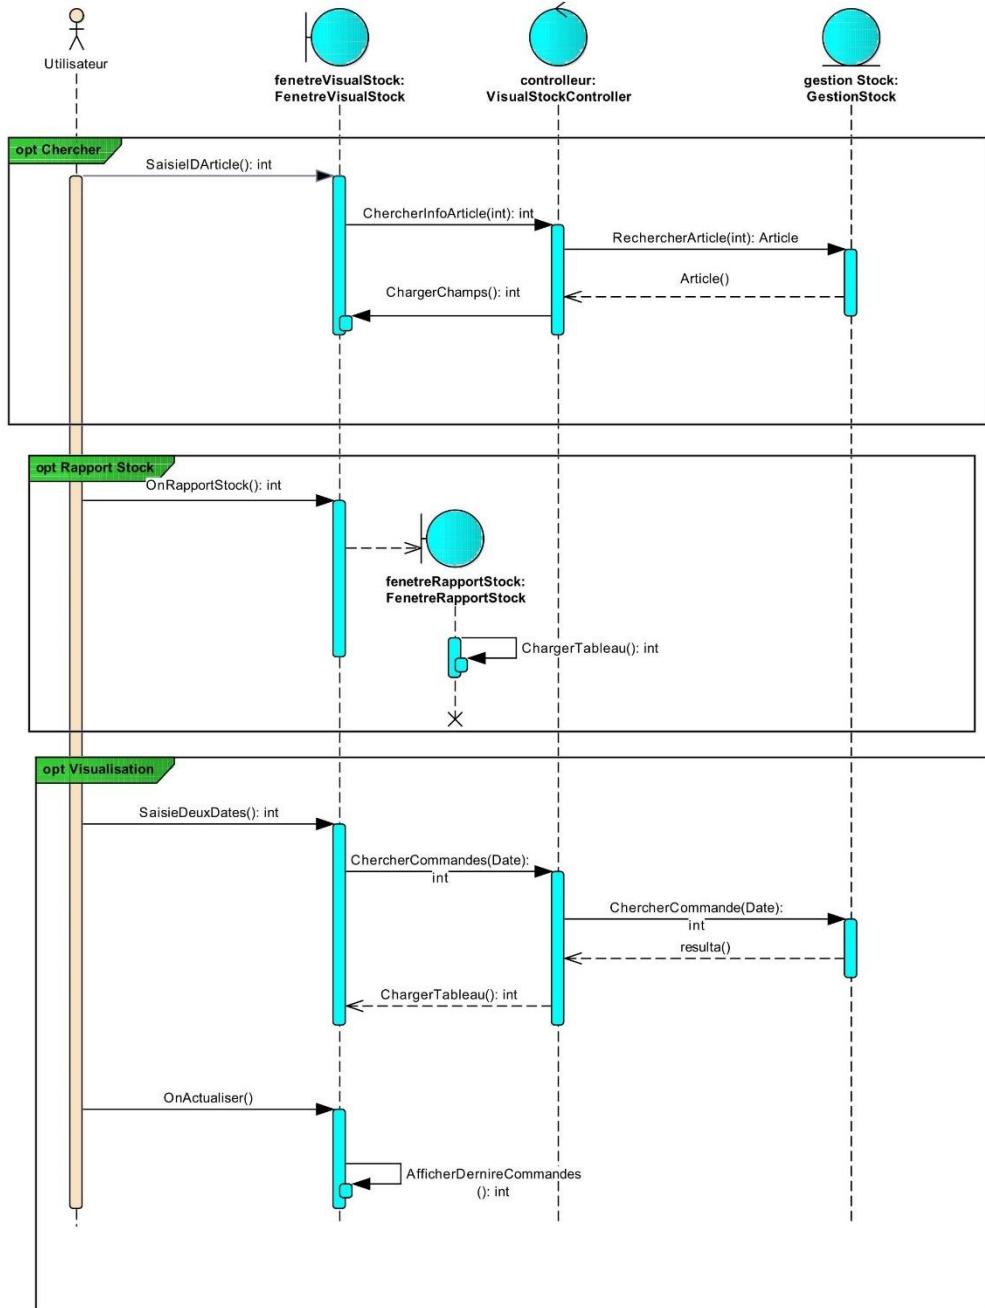 Utilisateur
fenetreVisualStock:
FenetreVisualStock
controlleur:
VisualStockController
gestion Stock:
GestionStock
opt Chercher
SaisieIDArticle(): int
ChercherInfoArticle(int): int
RechercherArticle(int): Article
Article()
ChargerChamps(): int
opt Rapport Stock
OnRapportStock(): int
fenetreRapportStock:
FenetreRapportStock
ChargerTableau(): int
opt Visualisation
SaisieDeuxDates(): int
ChercherCommandes(Date):
int
ChercherCommande(Date):
int
resulta()
ChargerTableau(): int
OnActualiser()
AfficherDernireCommandes
(): int